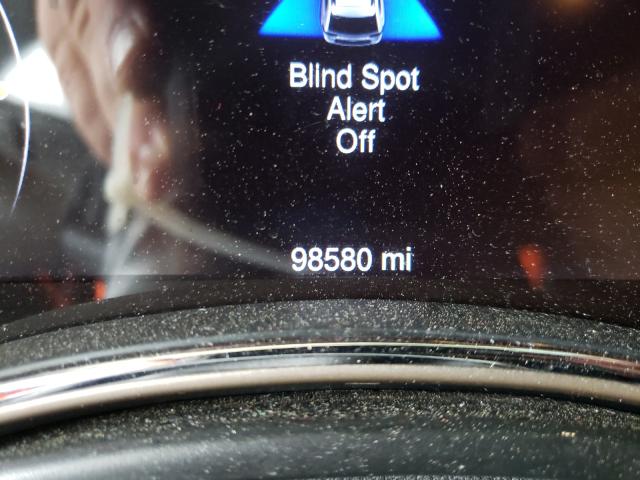 Blind Spot
Alert
Off
98580 mi